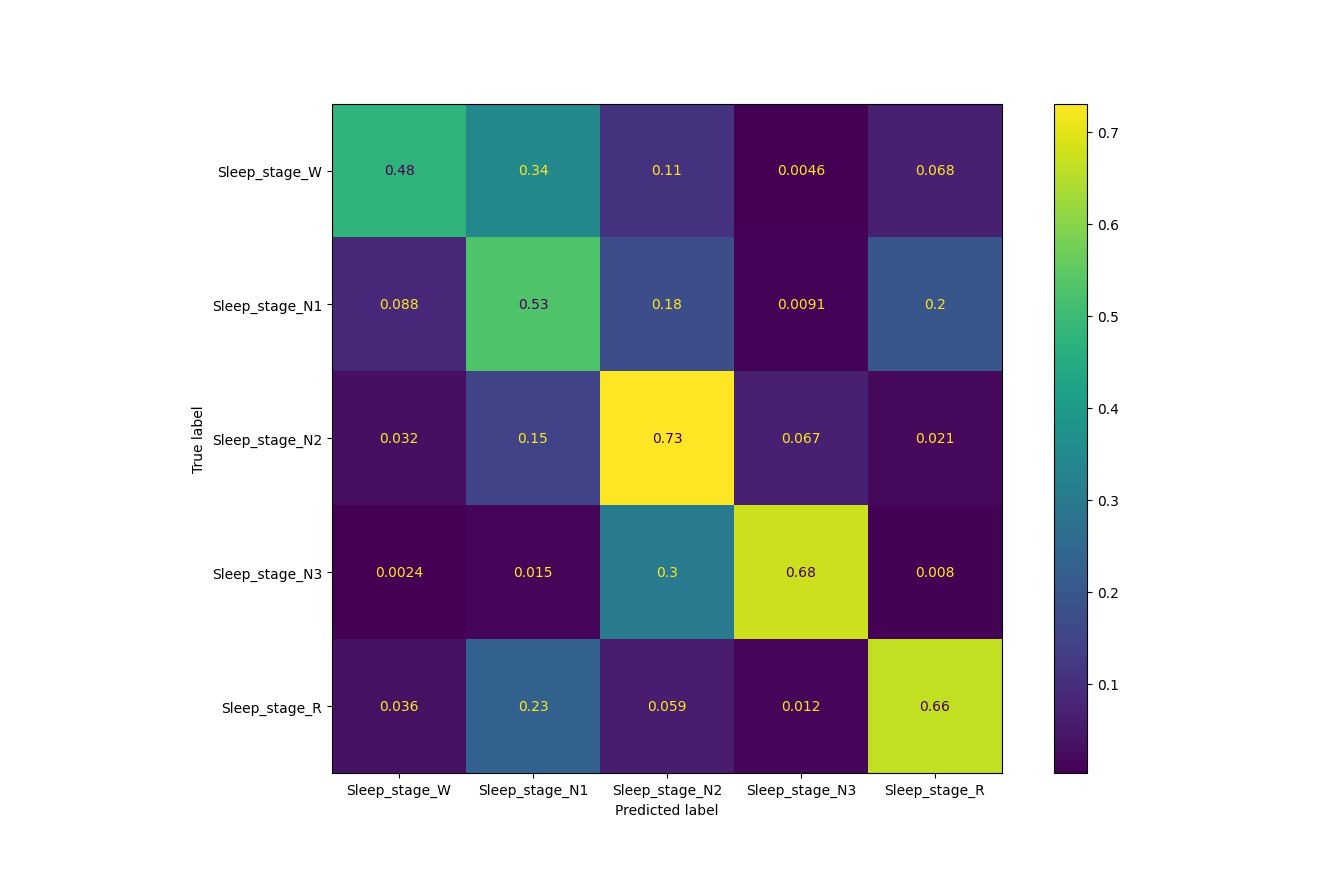 Sleep_stage_W 0.48 0.34 0.11 0.0046 0.068
Sleep_stage_N1 0.088 0.53 0.18 0.0091 0.2
Sleep_stage_N2 0.032 0.15 0.73 0.067 0.021
Sleep_stage_N3 0.0024 0.015 0.3 0.68 0.008
Sleep_stage_R 0.036 0.23 0.059 0.012 0.66
True label
Sleep_stage_W Sleep_stage_N1 Sleep_stage_N2 Sleep_stage_N3 Sleep_stage_R
Predicted label
0.7
0.6
0.5
0.4
0.3
0.2
0.1